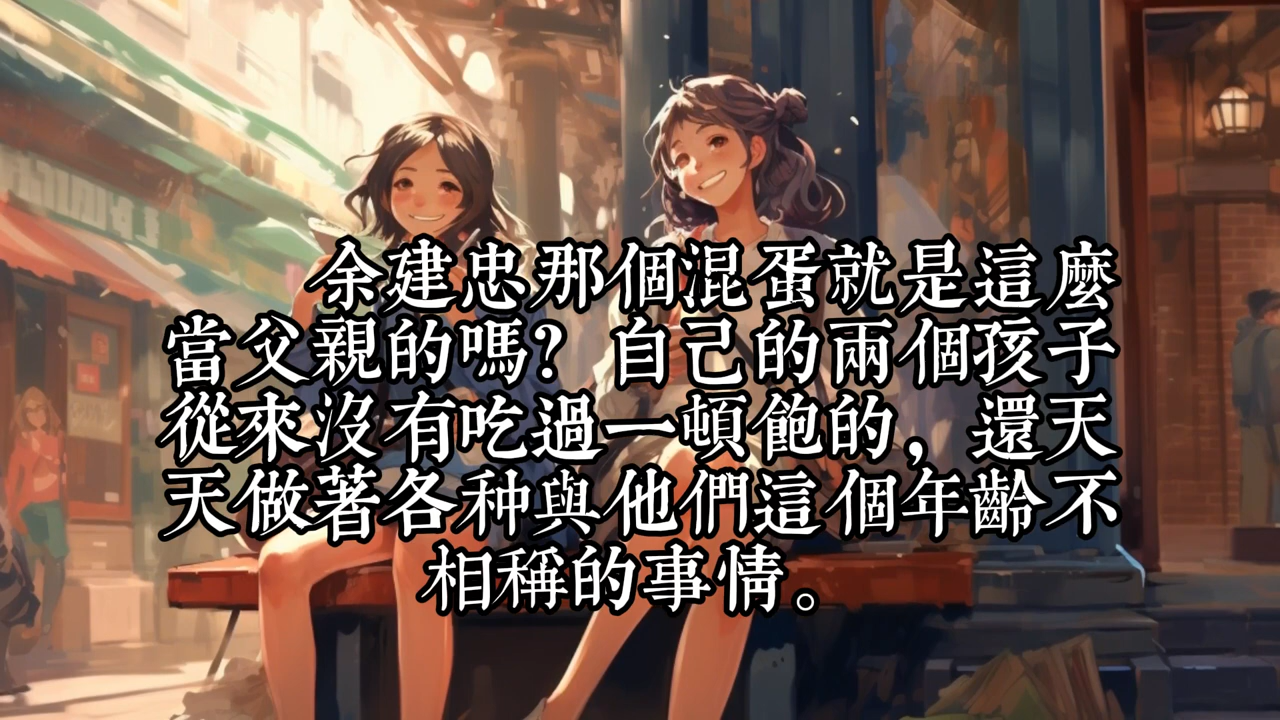 余建忠那個混蛋就是這麼
當父親的嗎？自己的兩個孩子
從來沒有吃過一頓飽的，還天
天做著各种與他們這個年齡不
相稱的事情。